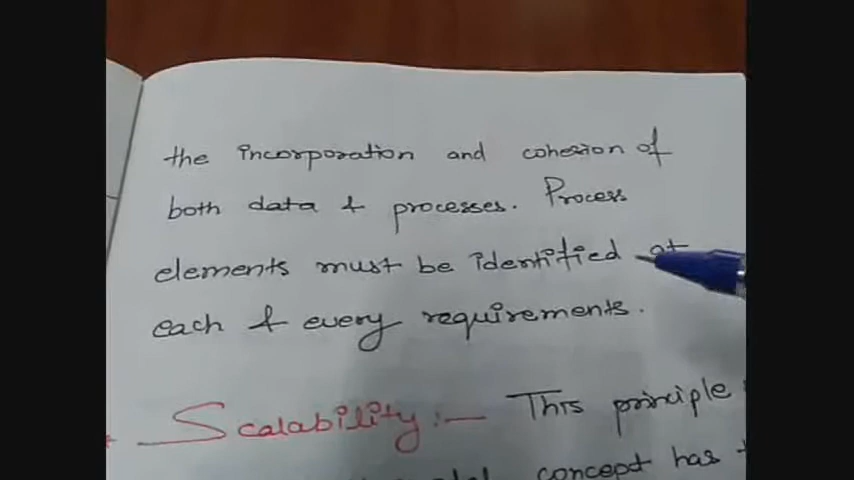 the incorporation and cohesion of
both data & processes. Process
elements must be identified at
each & every requirements.
Scalability :- This principle
concept has